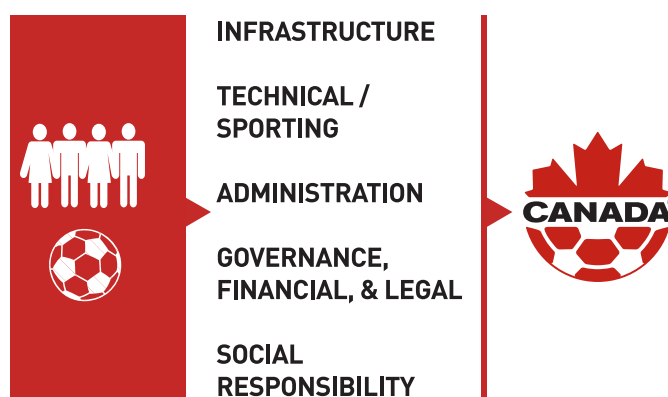 INFRASTRUCTURE
TECHNICAL /
SPORTING
ADMINISTRATION
GOVERNANCE,
FINANCIAL, & LEGAL
SOCIAL
RESPONSIBILITY
CANADA